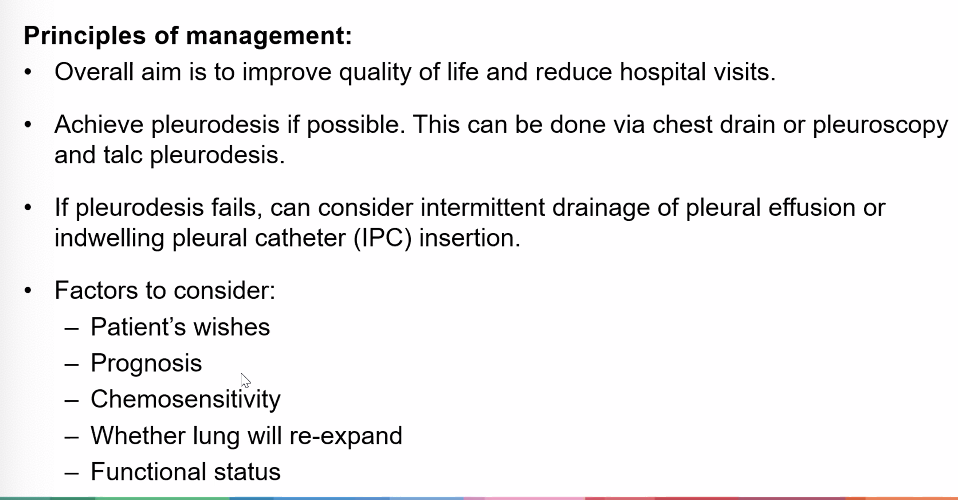 Principles of management:
• Overall aim is to improve quality of life and reduce hospital visits.
• Achieve pleurodesis if possible. This can be done via chest drain or pleuroscopy
and talc pleurodesis.
• If pleurodesis fails, can consider intermittent drainage of pleural effusion or
indwelling pleural catheter (IPC) insertion.
• Factors to consider:
– Patient’s wishes
– Prognosis
– Chemosensitivity
– Whether lung will re-expand
– Functional status